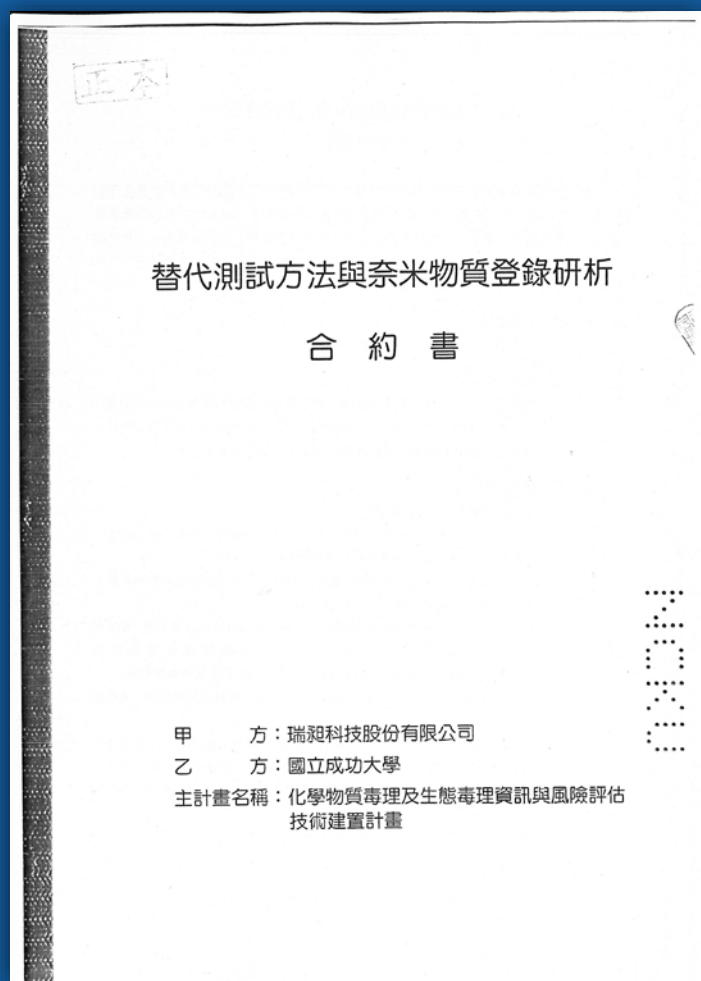 正本
替代測試方法與奈米物質登錄研析
合約書
甲方：瑞昶科技股份有限公司
乙方：國立成功大學
主計畫名稱：化學物質毒理及生態毒理資訊與風險評估
技術建置計畫
NCKU